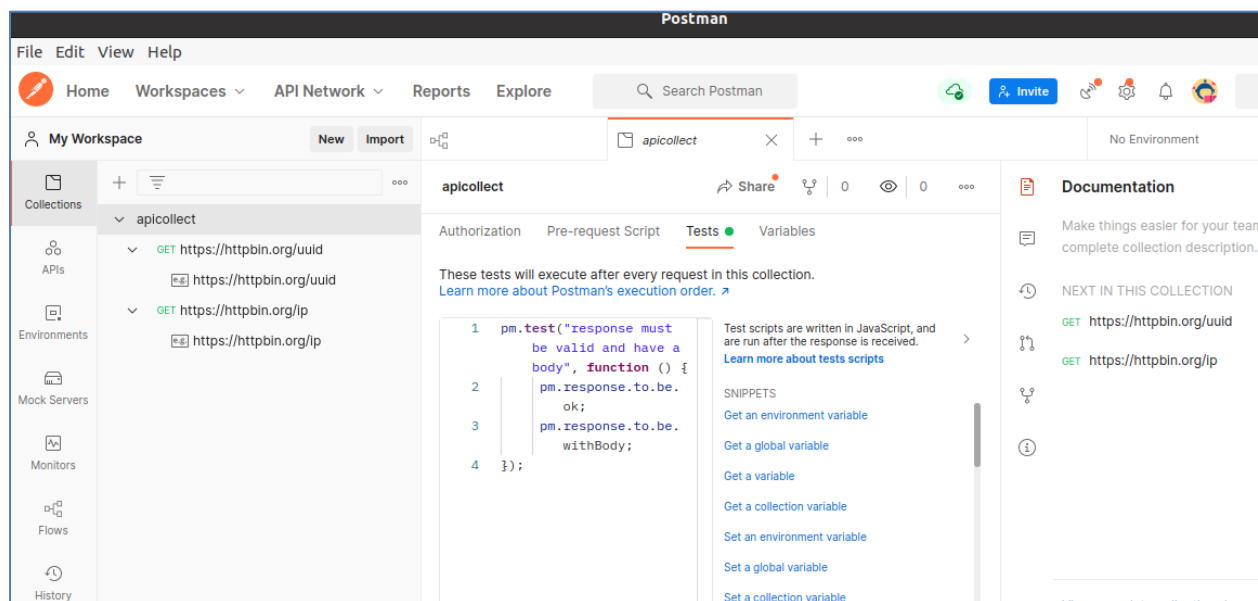 Postman
File Edit View Help
Home Workspaces API Network Reports Explore Search Postman Invite
My Workspace New Import apicollect No Environment
Collections
APIs
Environments
Mock Servers
Monitors
Flows
History
apicollect
GET https://httpbin.org/uuid
e.g. https://httpbin.org/uuid
GET https://httpbin.org/ip
e.g. https://httpbin.org/ip
apicollect Share 0 0
Authorization Pre-request Script Tests Variables
These tests will execute after every request in this collection.
Learn more about Postman's execution order. ↗
1 pm.test("response must
be valid and have a
body", function () {
2 pm.response.to.be.
ok;
3 pm.response.to.be.
withBody;
4 });
Test scripts are written in JavaScript, and
are run after the response is received.
Learn more about tests scripts
SNIPPETS
Get an environment variable
Get a global variable
Get a variable
Get a collection variable
Set an environment variable
Set a global variable
Set a collection variable
Documentation
Make things easier for your team
complete collection description.
NEXT IN THIS COLLECTION
GET https://httpbin.org/uuid
GET https://httpbin.org/ip